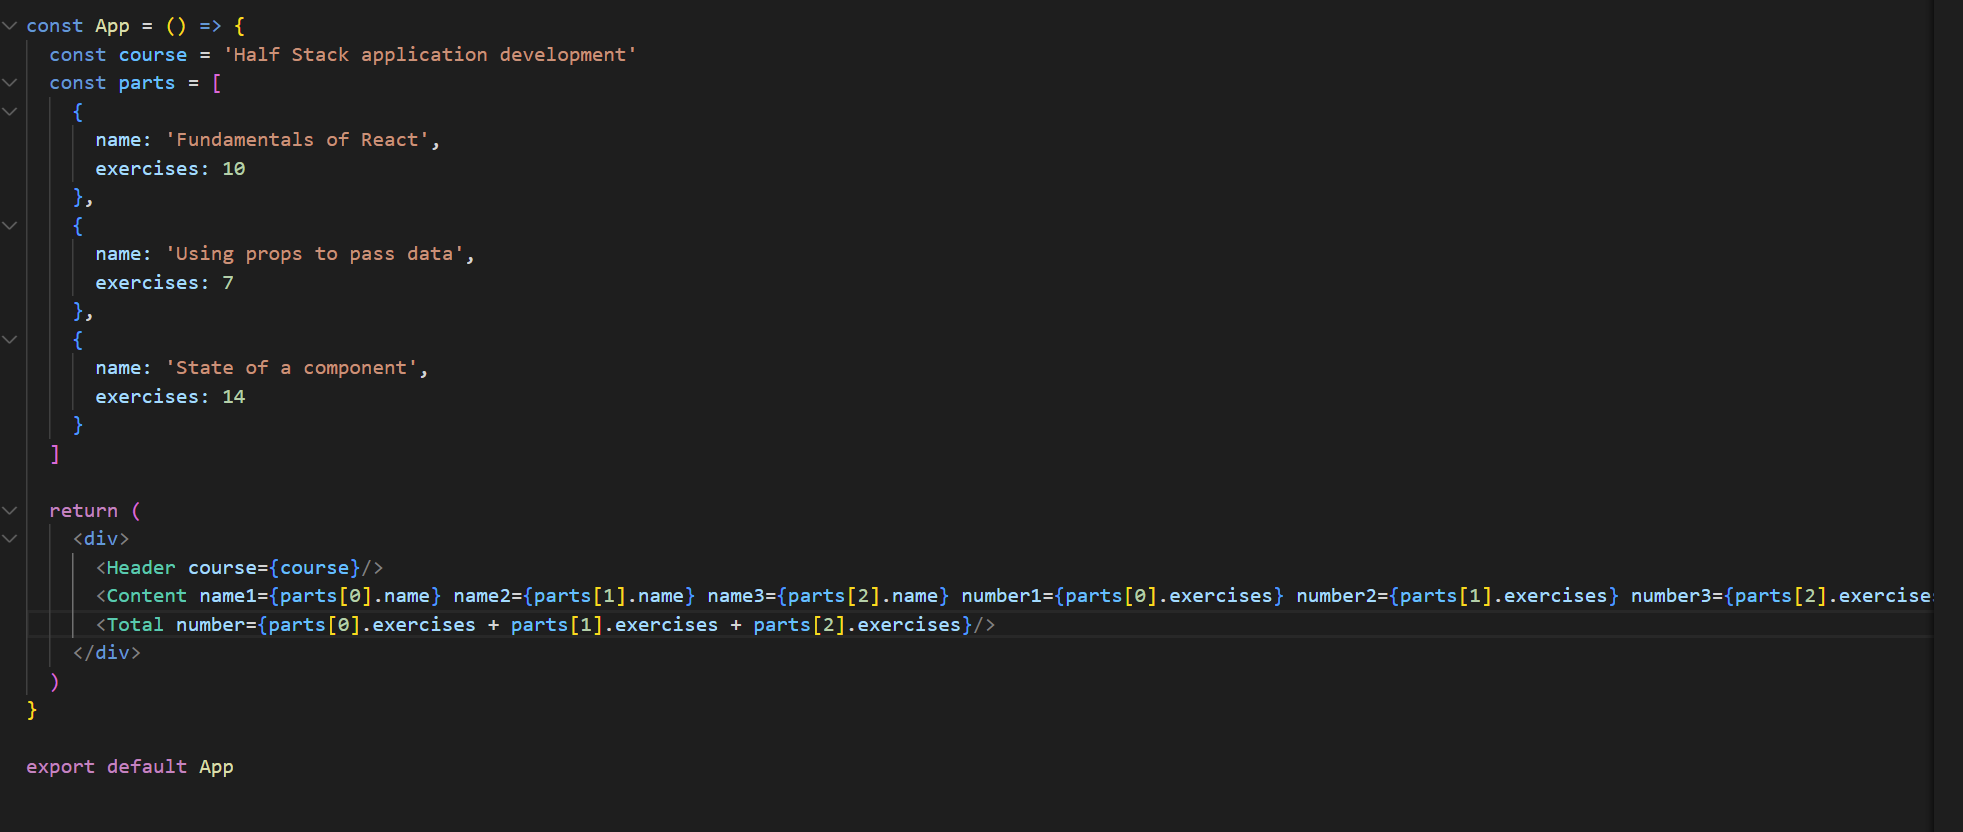 const App = () => {
  const course = 'Half Stack application development'
  const parts = [
    {
      name: 'Fundamentals of React',
      exercises: 10
    },
    {
      name: 'Using props to pass data',
      exercises: 7
    },
    {
      name: 'State of a component',
      exercises: 14
    }
  ]

  return (
    <div>
      <Header course={course}/>
      <Content name1={parts[0].name} name2={parts[1].name} name3={parts[2].name} number1={parts[0].exercises} number2={parts[1].exercises} number3={parts[2].exercise
      <Total number={parts[0].exercises + parts[1].exercises + parts[2].exercises}/>
    </div>
  )
}

export default App